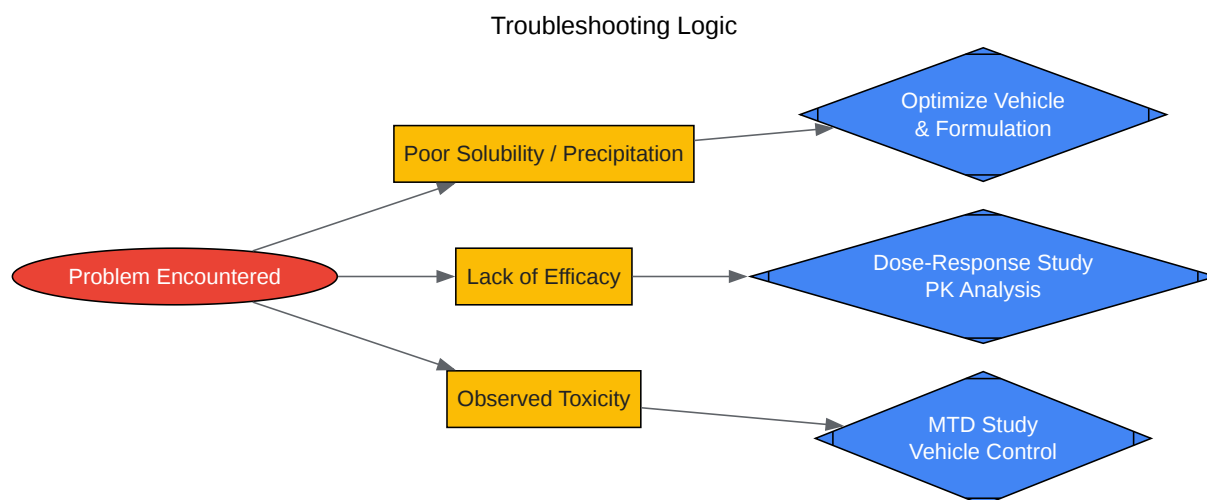 Troubleshooting Logic
Problem Encountered
Poor Solubility / Precipitation
Optimize Vehicle
& Formulation
Lack of Efficacy
Dose-Response Study
PK Analysis
Observed Toxicity
MTD Study
Vehicle Control